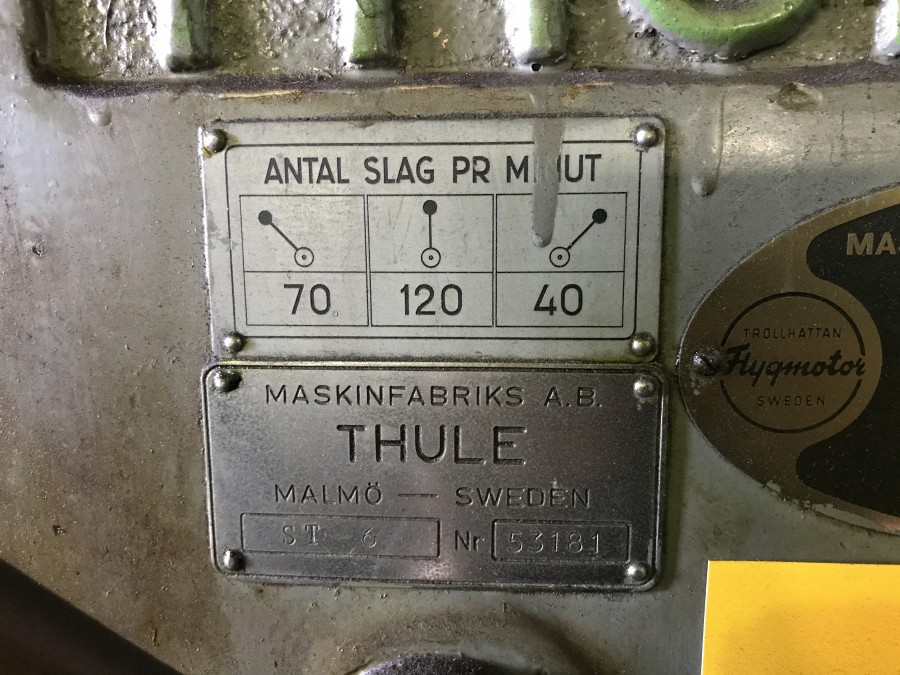 ANTAL SLAG PR MINUT
70 120 40
MASKINFABRIKS A.B.
THULE
MALMÖ — SWEDEN
ST 6 Nr 53181
TROLLHÄTTAN
Flygmotor
SWEDEN